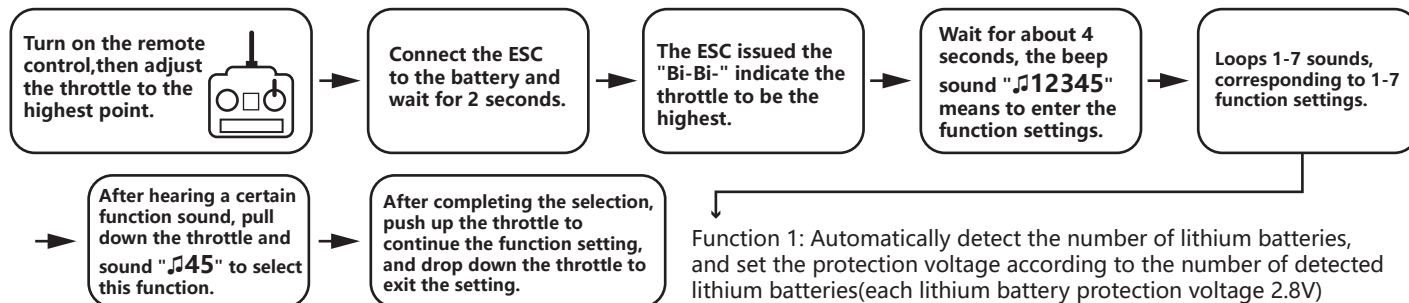 Turn on the remote
control,then adjust
the throttle to the
highest point.
Connect the ESC
to the battery and
wait for 2 seconds.
The ESC issued the
"Bi-Bi-" indicate the
throttle to be the
highest.
Wait for about 4
seconds, the beep
sound "♫12345"
means to enter the
function settings.
Loops 1-7 sounds,
corresponding to 1-7
function settings.
After hearing a certain
function sound, pull
down the throttle and
sound "♫45" to select
this function.
After completing the selection,
push up the throttle to
continue the function setting,
and drop down the throttle to
exit the setting.
Function 1: Automatically detect the number of lithium batteries,
and set the protection voltage according to the number of detected
lithium batteries(each lithium battery protection voltage 2.8V)